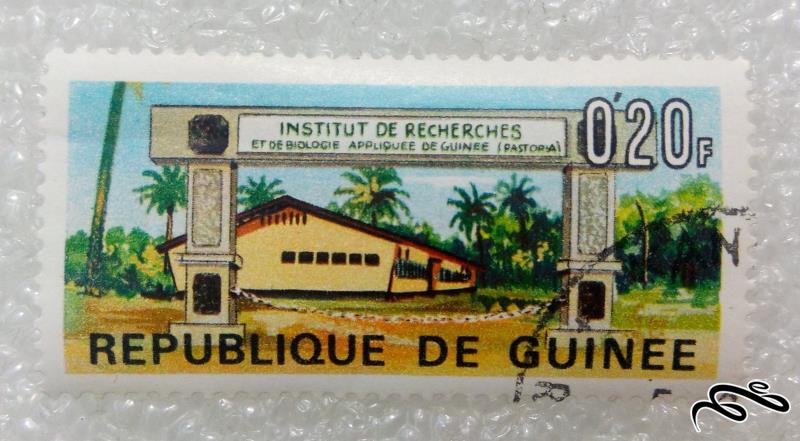 INSTITUT DE RECHERCHES
ET DE BIOLOGIE APPLIQUEE DE GUINEE (PASTORIA)
0'20F
REPUBLIQUE DE GUINEE